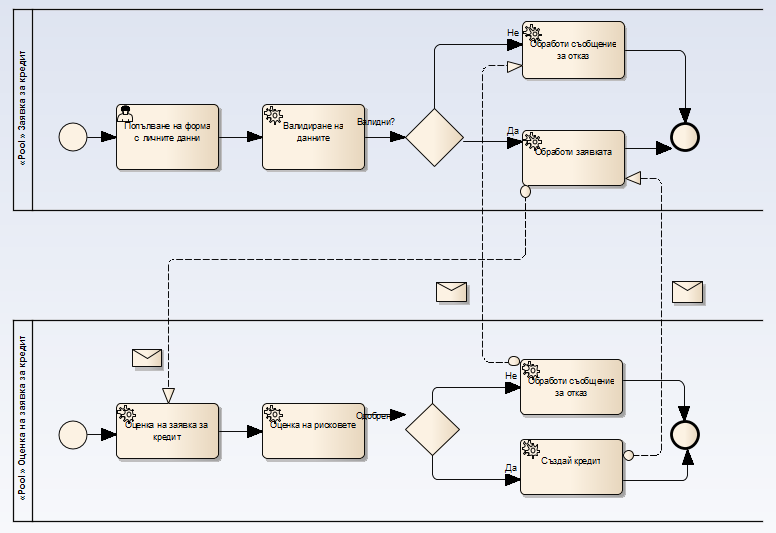 «Pool» Заявка за кредит
Попълване на форма
с личните данни
Валидиране на
данните
Валидни?
Не
Обработи съобщение
за отказ
Да
Обработи заявката
«Pool» Оценка на заявка за кредит
Оценка на заявка за
кредит
Оценка на рисковете
Одобрен
Не
Обработи съобщение
за отказ
Да
Създай кредит